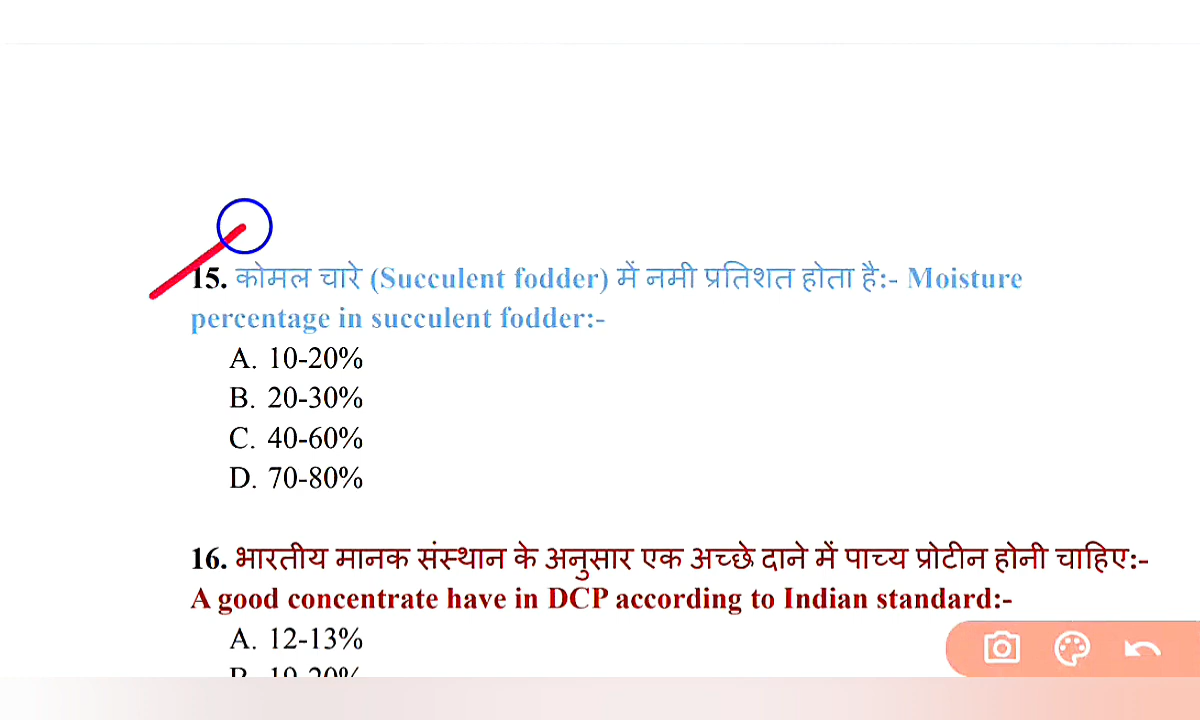 15. कोमल चारे (Succulent fodder) में नमी प्रतिशत होता है:- Moisture
percentage in succulent fodder:-
A. 10-20%
B. 20-30%
C. 40-60%
D. 70-80%
16. भारतीय मानक संस्थान के अनुसार एक अच्छे दाने में पाच्य प्रोटीन होनी चाहिए:-
A good concentrate have in DCP according to Indian standard:-
A. 12-13%